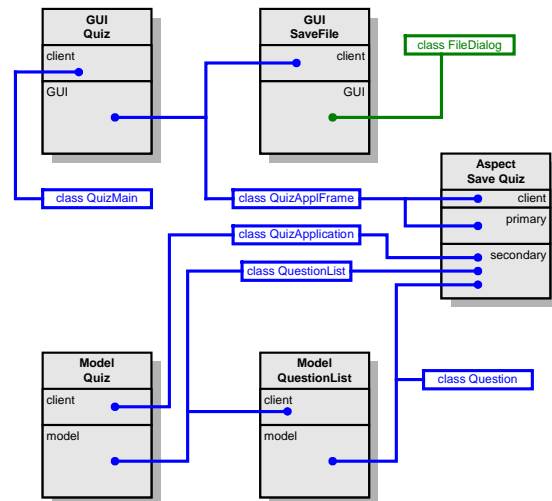 GUI
Quiz
client
GUI
GUI
SaveFile
client
GUI
class FileDialog
Aspect
Save Quiz
client
primary
secondary
class QuizMain
class QuizApplFrame
class QuizApplication
class QuestionList
Model
Quiz
client
model
Model
QuestionList
client
model
class Question